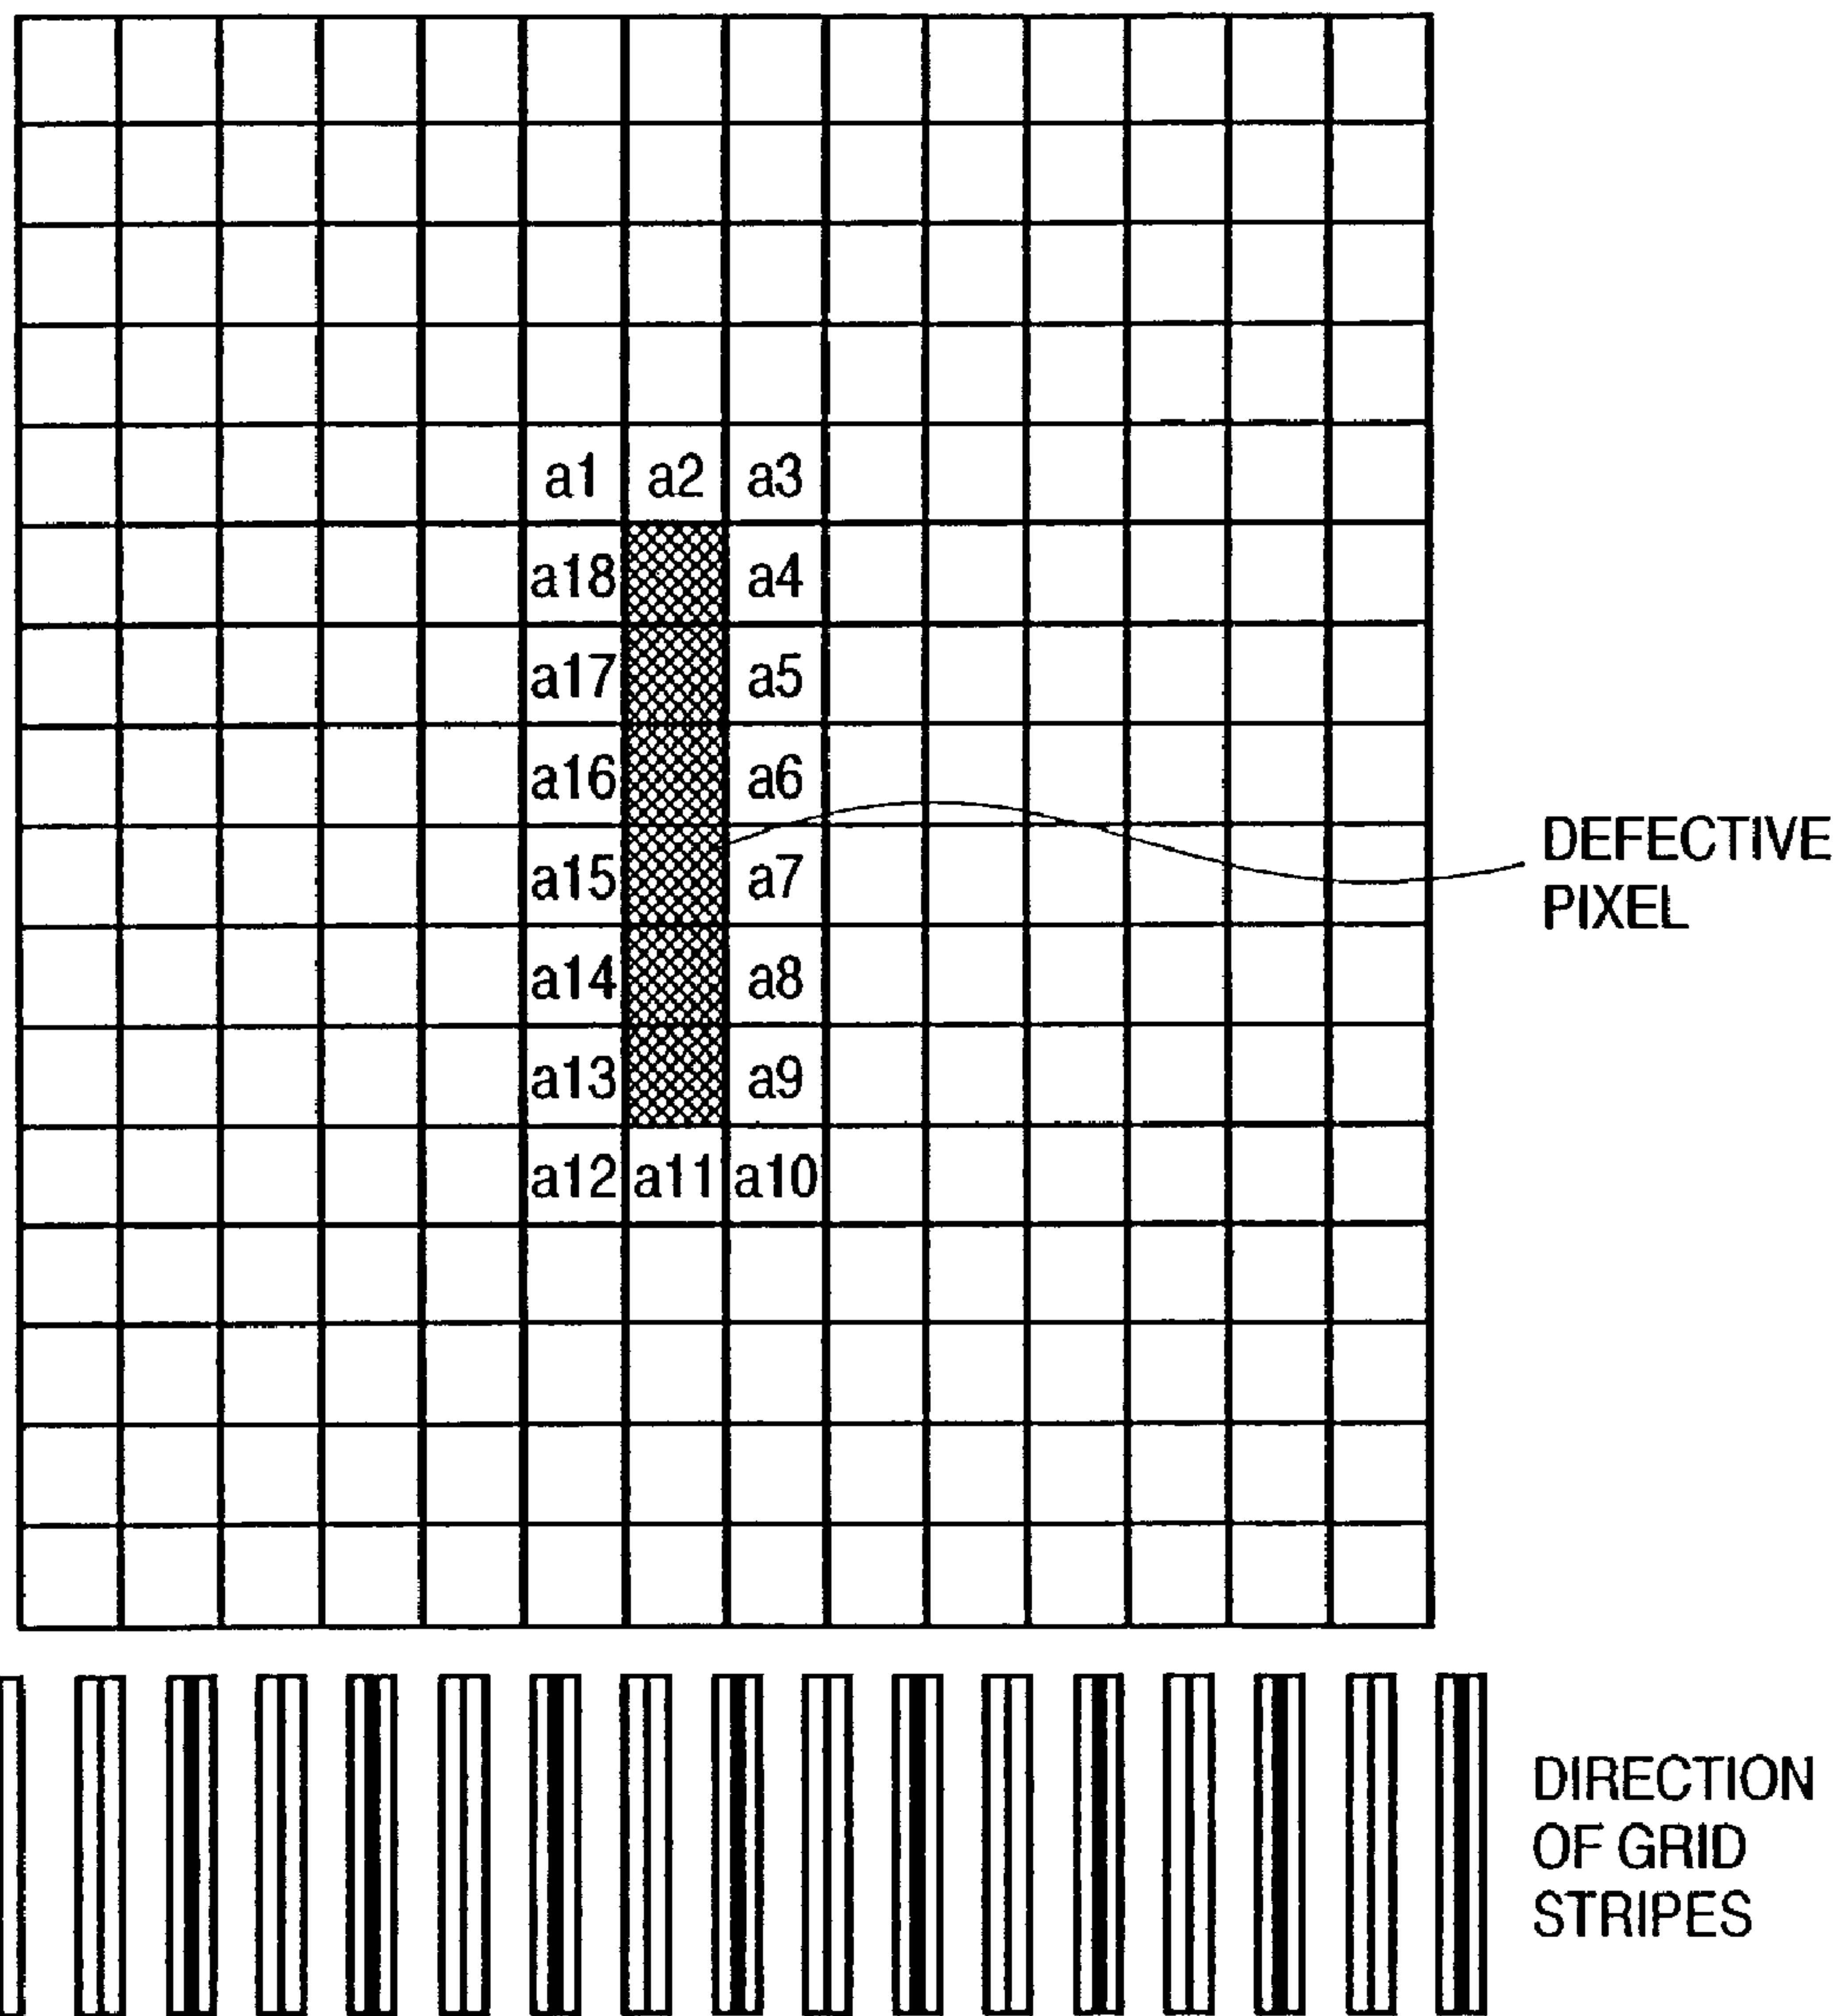 a1 a2 a3
a18 a4
a17 a5
a16 a6
a15 a7
a14 a8
a13 a9
a12 a11 a10
DEFECTIVE
PIXEL
DIRECTION
OF GRID
STRIPES